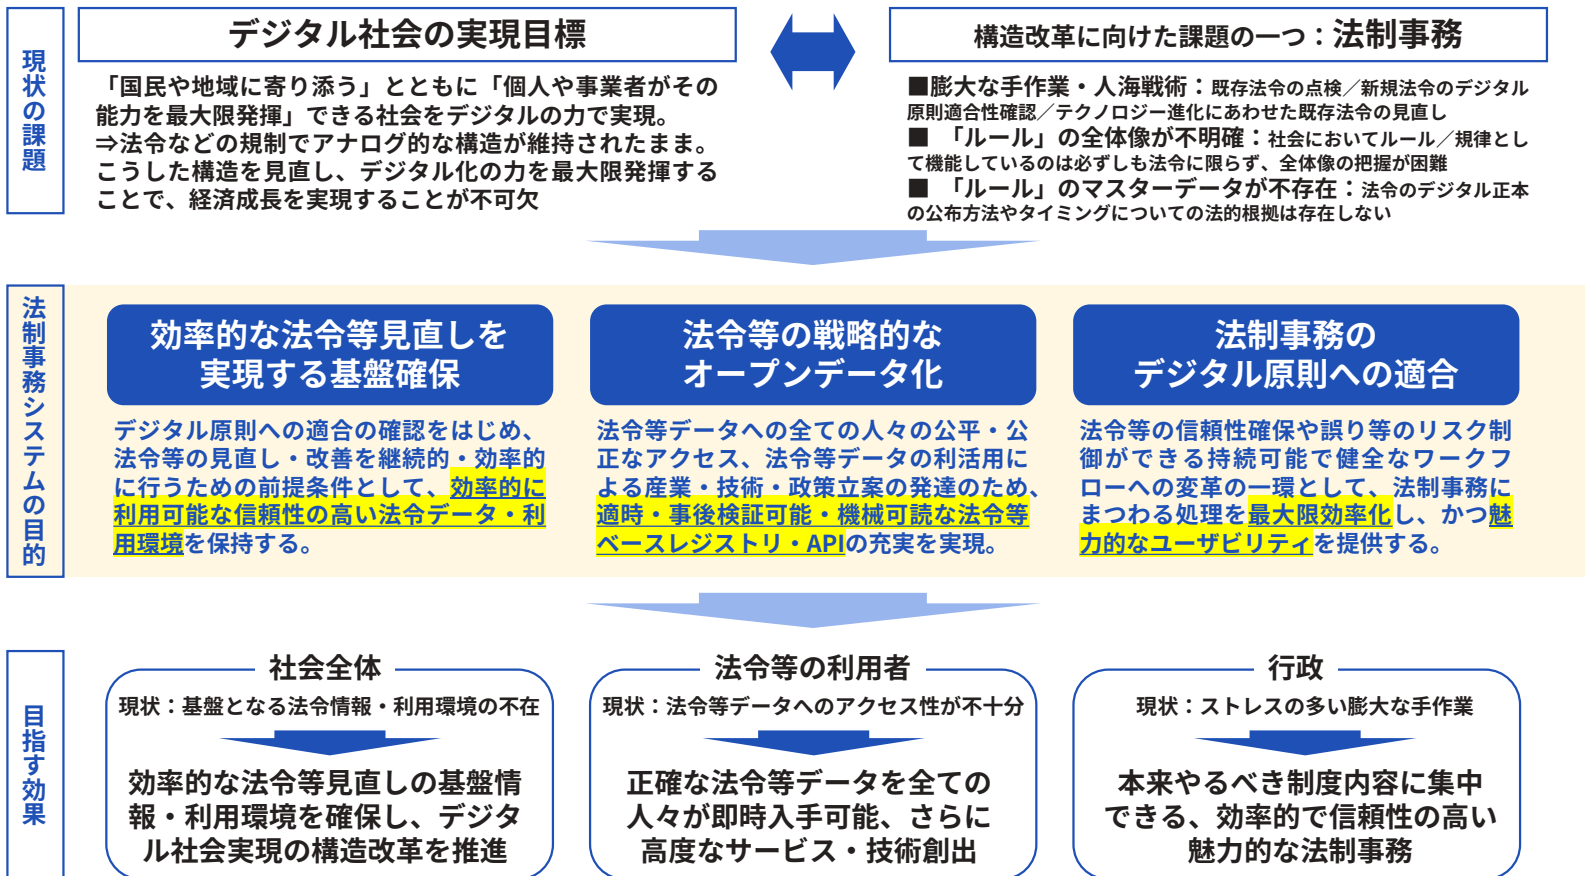 現状の課題
デジタル社会の実現目標
「国民や地域に寄り添う」とともに「個人や事業者がその
能力を最大限発揮」できる社会をデジタルの力で実現。
⇒法令などの規制でアナログ的な構造が維持されたまま。
こうした構造を見直し、デジタル化の力を最大限発揮する
ことで、経済成長を実現することが不可欠
構造改革に向けた課題の一つ：法制事務
■膨大な手作業・人海戦術：既存法令の点検／新規法令のデジタル
原則適合性確認／テクノロジー進化にあわせた既存法令の見直し
■ 「ルール」の全体像が不明確：社会においてルール／規律とし
て機能しているのは必ずしも法令に限らず、全体像の把握が困難
■ 「ルール」のマスターデータが不存在：法令のデジタル正本
の公布方法やタイミングについての法的根拠は存在しない
法制事務システムの目的
効率的な法令等見直しを
実現する基盤確保
デジタル原則への適合の確認をはじめ、
法令等の見直し・改善を継続的・効率的
に行うための前提条件として、効率的に
利用可能な信頼性の高い法令データ・利
用環境を保持する。
法令等の戦略的な
オープンデータ化
法令等データへの全ての人々の公平・公
正なアクセス、法令等データの利活用に
よる産業・技術・政策立案の発達のため、
適時・事後検証可能・機械可読な法令等
ベースレジストリ・APIの充実を実現。
法制事務の
デジタル原則への適合
法令等の信頼性確保や誤り等のリスク制
御ができる持続可能で健全なワークフ
ローへの変革の一環として、法制事務に
まつわる処理を最大限効率化し、かつ魅
力的なユーザビリティを提供する。
目指す効果
社会全体
現状：基盤となる法令情報・利用環境の不在
効率的な法令等見直しの基盤情
報・利用環境を確保し、デジタ
ル社会実現の構造改革を推進
法令等の利用者
現状：法令等データへのアクセス性が不十分
正確な法令等データを全ての
人々が即時入手可能、さらに
高度なサービス・技術創出
行政
現状：ストレスの多い膨大な手作業
本来やるべき制度内容に集中
できる、効率的で信頼性の高い
魅力的な法制事務